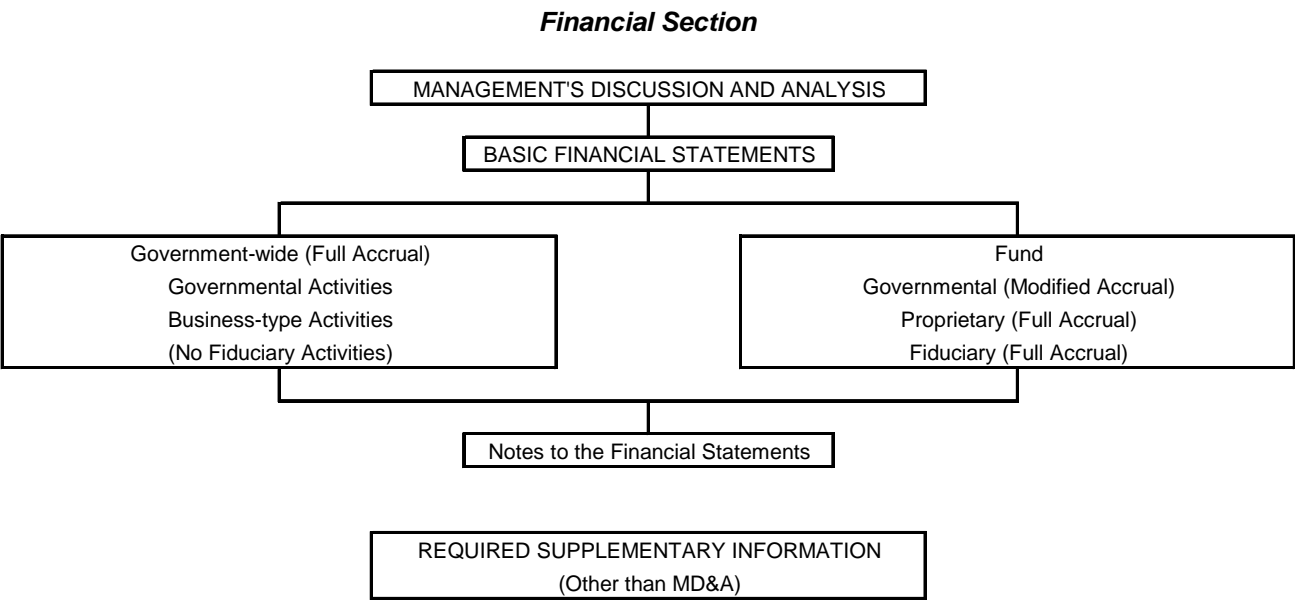 Financial Section
MANAGEMENT'S DISCUSSION AND ANALYSIS
BASIC FINANCIAL STATEMENTS
Government-wide (Full Accrual)
Governmental Activities
Business-type Activities
(No Fiduciary Activities)
Fund
Governmental (Modified Accrual)
Proprietary (Full Accrual)
Fiduciary (Full Accrual)
Notes to the Financial Statements
REQUIRED SUPPLEMENTARY INFORMATION
(Other than MD&A)